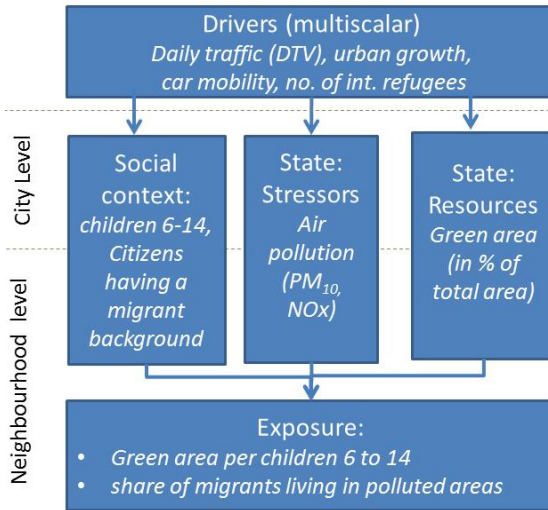 Drivers (multiscalar)
Daily traffic (DTV), urban growth,
car mobility, no. of int. refugees
City Level
Social
context:
children 6-14,
Citizens
having a
migrant
background
State:
Stressors
Air
pollution
(PM10,
NOx)
State:
Resources
Green area
(in % of
total area)
Neighbourhood level
Exposure:
• Green area per children 6 to 14
• share of migrants living in polluted areas